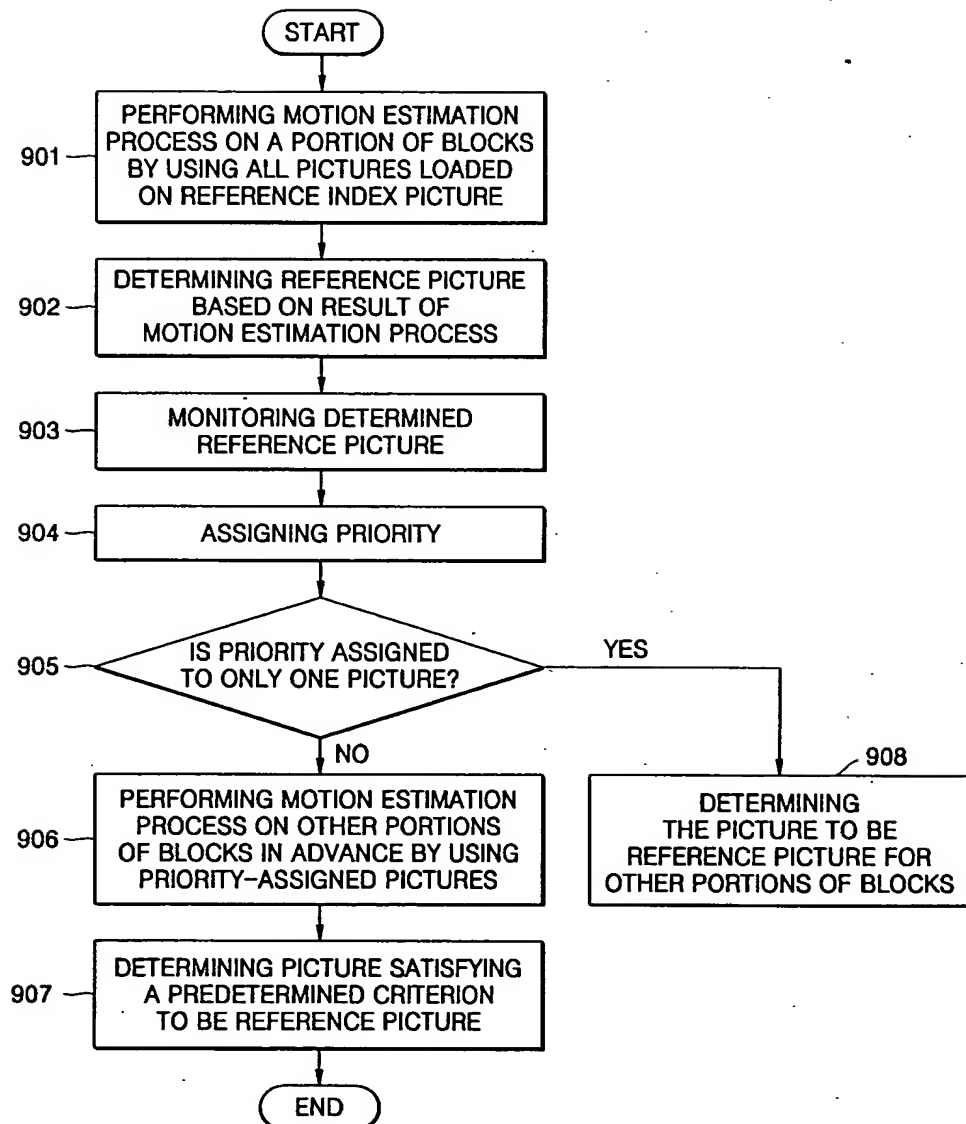 START
901
PERFORMING MOTION ESTIMATION
PROCESS ON A PORTION OF BLOCKS
BY USING ALL PICTURES LOADED
ON REFERENCE INDEX PICTURE
902
DETERMINING REFERENCE PICTURE
BASED ON RESULT OF
MOTION ESTIMATION PROCESS
903
MONITORING DETERMINED
REFERENCE PICTURE
904
ASSIGNING PRIORITY
905
IS PRIORITY ASSIGNED
TO ONLY ONE PICTURE?
YES
NO
906
PERFORMING MOTION ESTIMATION
PROCESS ON OTHER PORTIONS
OF BLOCKS IN ADVANCE BY USING
PRIORITY-ASSIGNED PICTURES
908
DETERMINING
THE PICTURE TO BE
REFERENCE PICTURE FOR
OTHER PORTIONS OF BLOCKS
907
DETERMINING PICTURE SATISFYING
A PREDETERMINED CRITERION
TO BE REFERENCE PICTURE
END